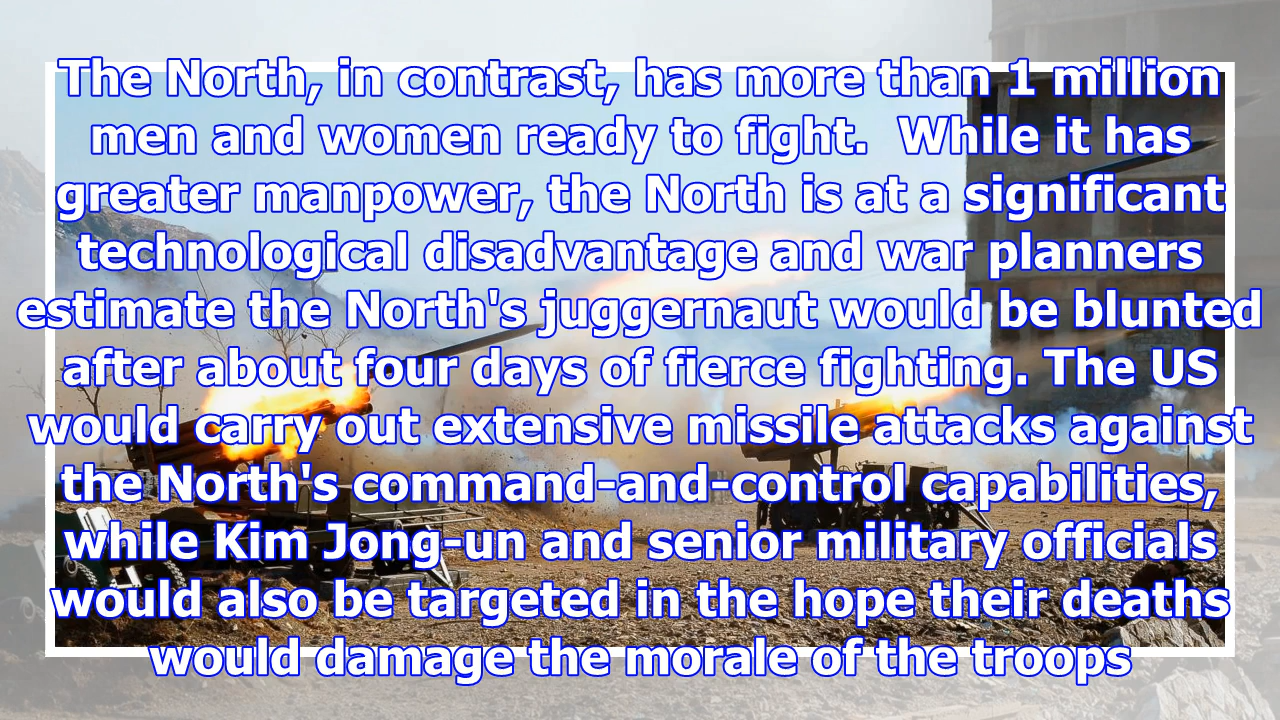 The North, in contrast, has more than 1 million
men and women ready to fight.  While it has
greater manpower, the North is at a significant
technological disadvantage and war planners
estimate the North's juggernaut would be blunted
after about four days of fierce fighting. The US
would carry out extensive missile attacks against
the North's command-and-control capabilities,
while Kim Jong-un and senior military officials
would also be targeted in the hope their deaths
would damage the morale of the troops